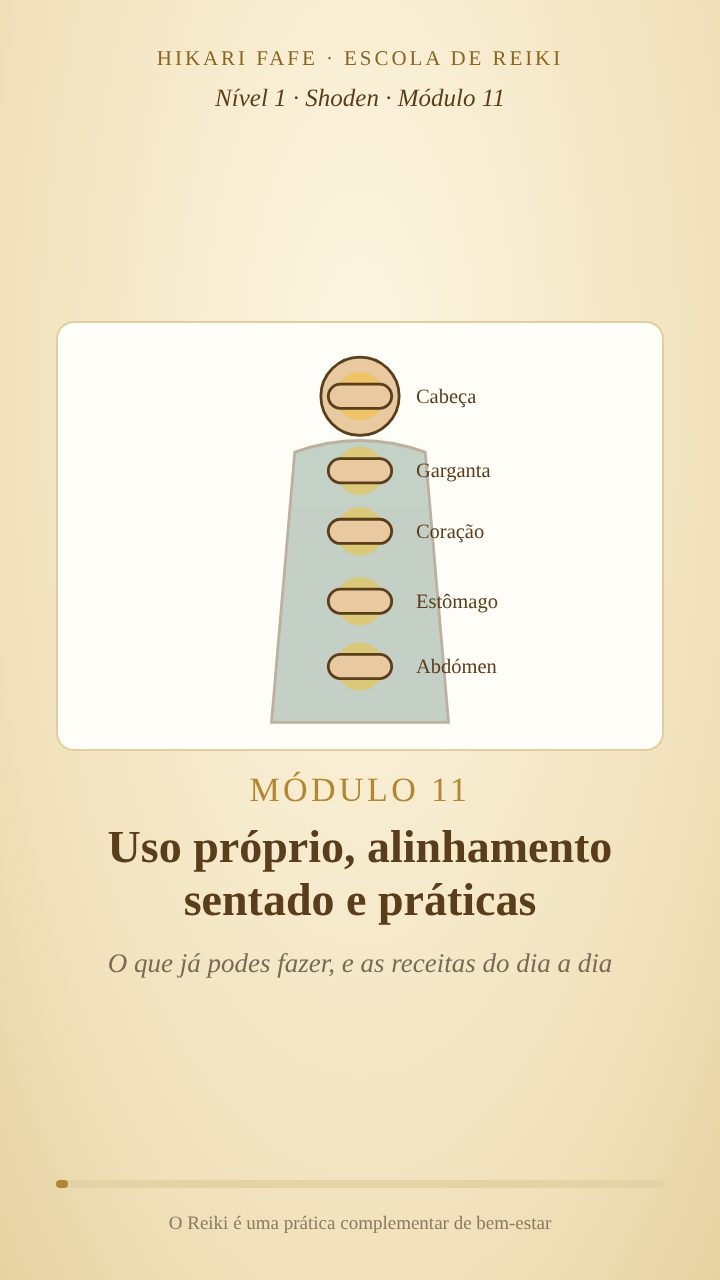 HIKARI FAFE · ESCOLA DE REIKI
Nível 1 · Shoden · Módulo 11
Cabeça
Garganta
Coração
Estômago
Abdómen
MÓDULO 11
Uso próprio, alinhamento
sentado e práticas
O que já podes fazer, e as receitas do dia a dia
O Reiki é uma prática complementar de bem-estar